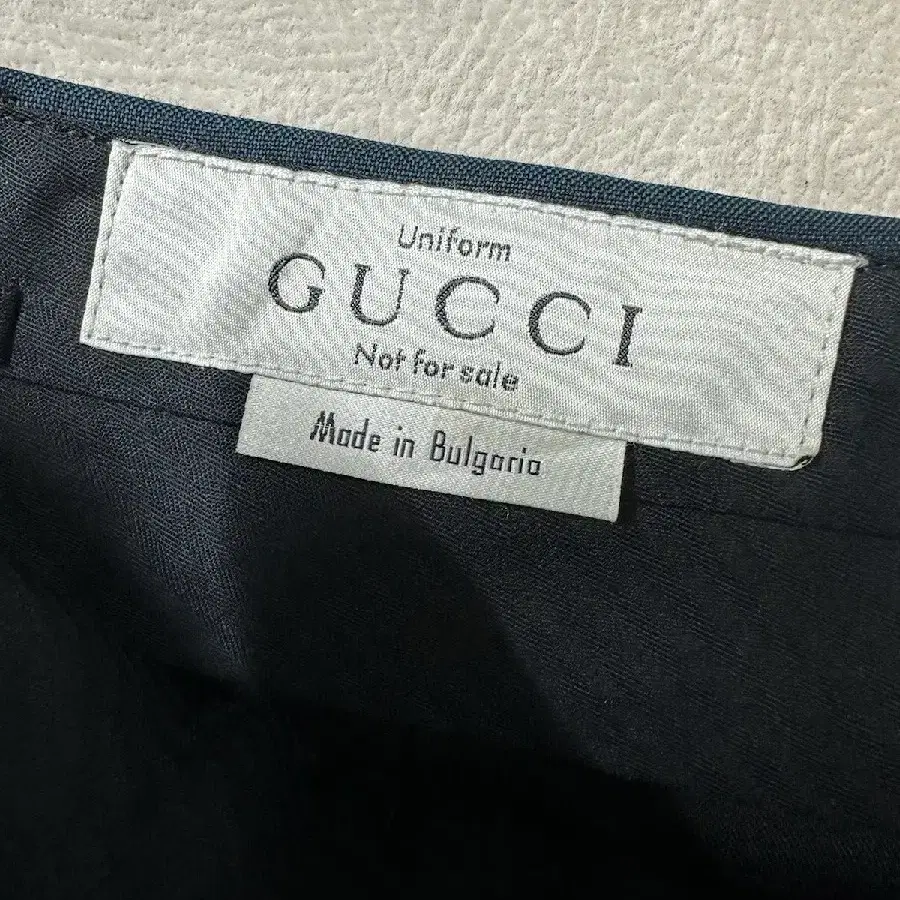 Uniform
GUCCI
Not for sale
Made in Bulgaria